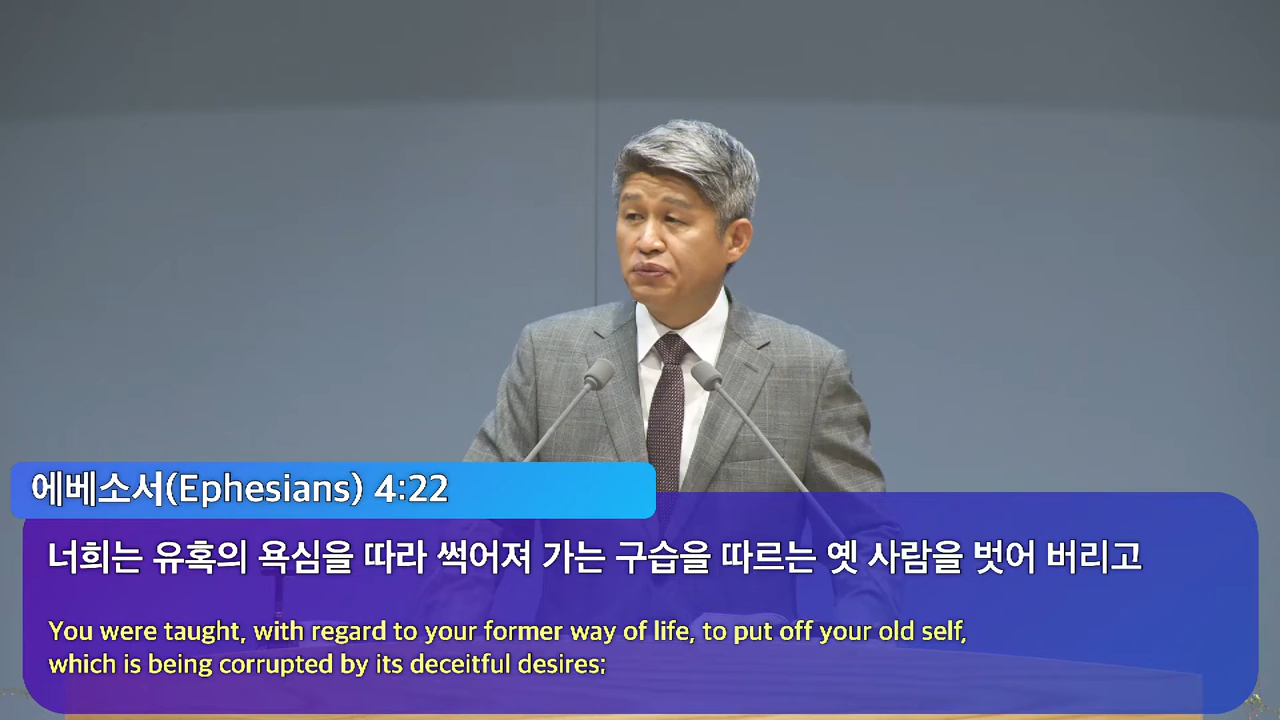 에베소서(Ephesians) 4:22
너희는 유혹의 욕심을 따라 썩어져 가는 구습을 따르는 옛 사람을 벗어 버리고
You were taught, with regard to your former way of life, to put off your old self,
which is being corrupted by its deceitful desires;